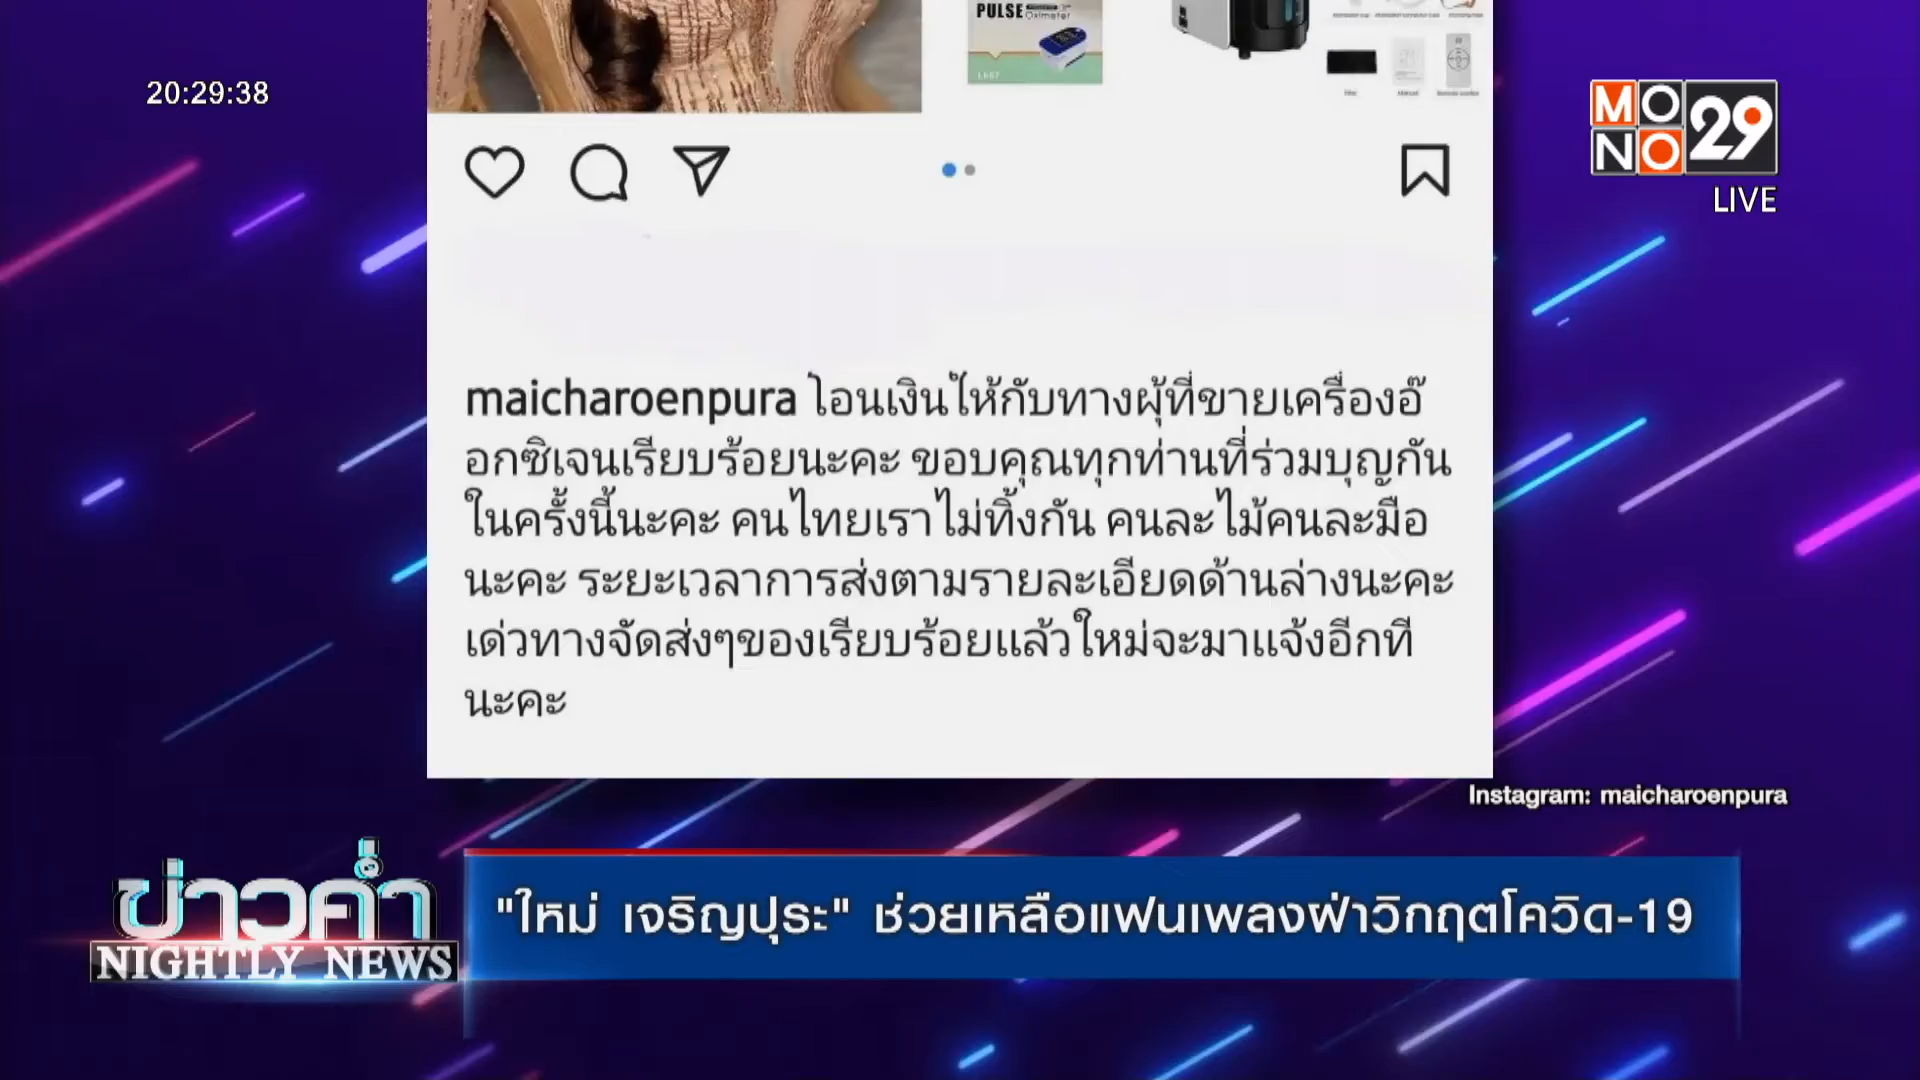 PULSE
Oximeter
LK87
Filter
Manual
20:29:38
MONO 29
LIVE
maicharoenpura โอนเงินให้กับทางผุ้ที่ขายเครื่องอ๊
อกซิเจนเรียบร้อยนะคะ ขอบคุณทุกท่านที่ร่วมบุญกัน
ในครั้งนี้นะคะ คนไทยเราไม่ทิ้งกัน คนละไม้คนละมือ
นะคะ ระยะเวลาการส่งตามรายละเอียดด้านล่างนะคะ
เด่วทางจัดส่งๆของเรียบร้อยแล้วใหม่จะมาแจ้งอีกที
นะคะ
Instagram: maicharoenpura
ข่าวค่ำ
NIGHTLY NEWS
"ใหม่ เจริญปุระ" ช่วยเหลือแฟนเพลงฝ่าวิกฤตโควิด-19